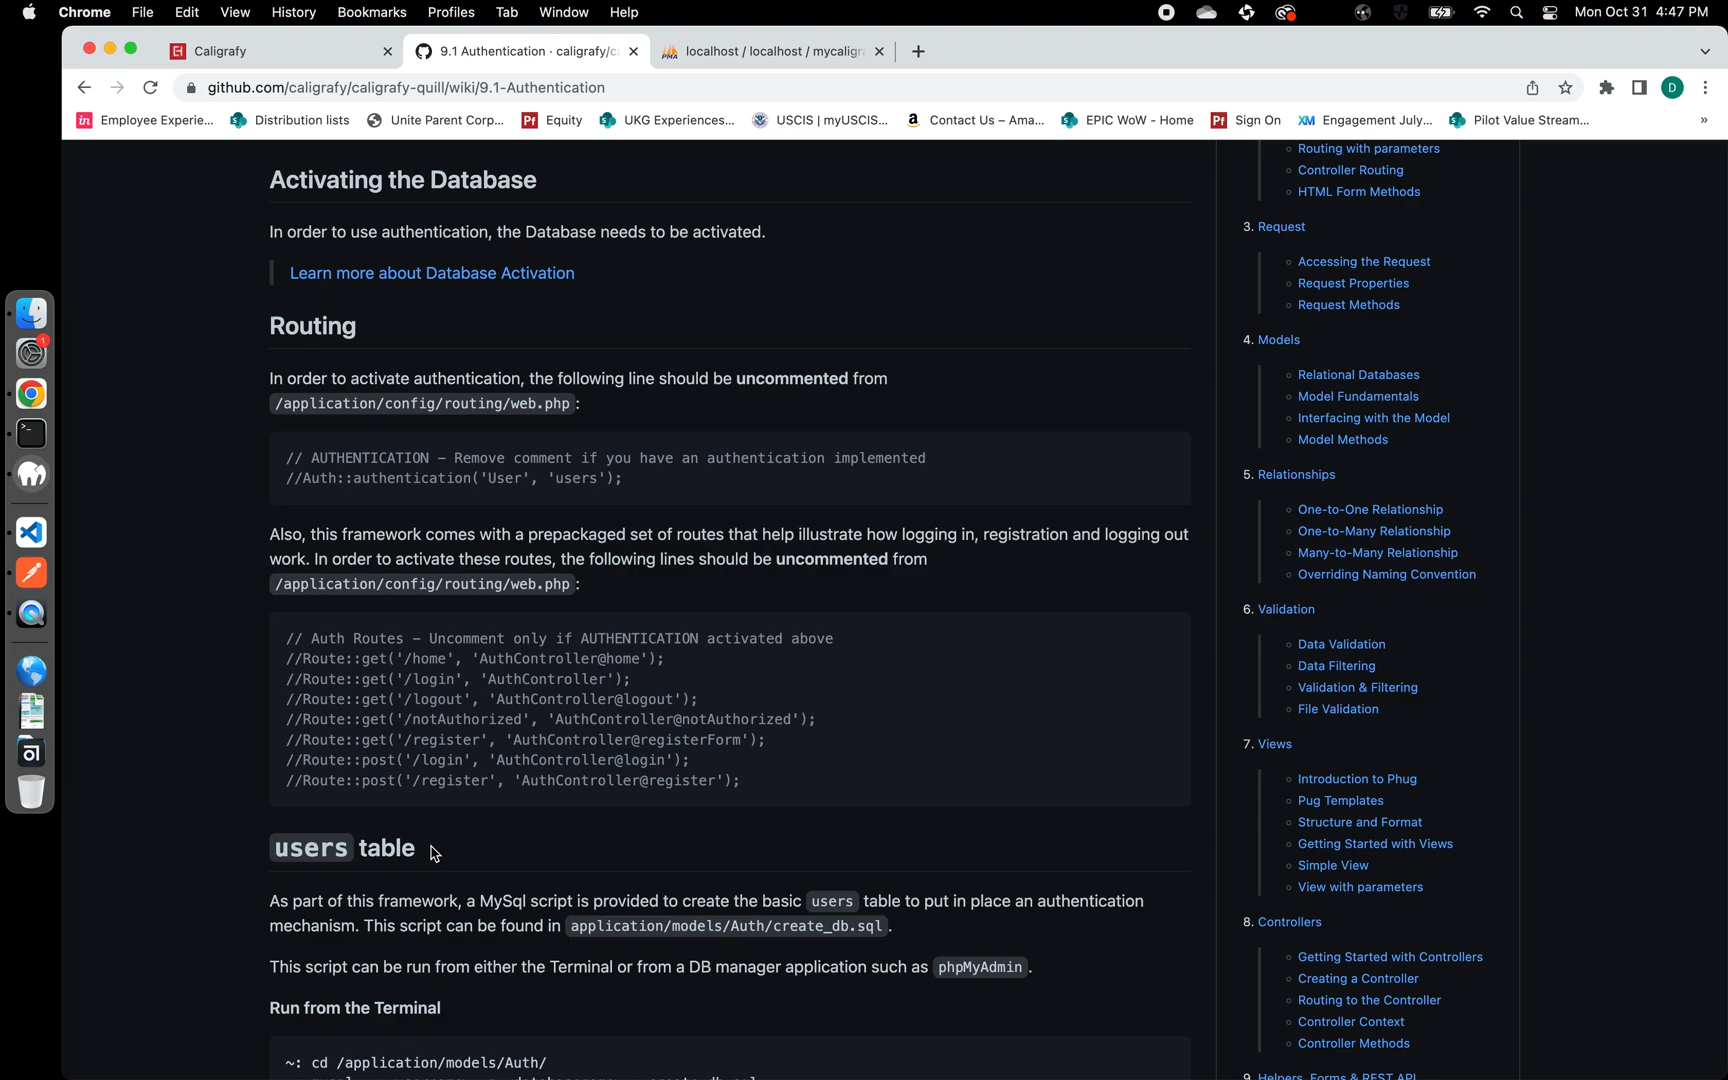 Chrome File Edit View History Bookmarks Profiles Tab Window Help Mon Oct 31 4:47 PM
Caligrafy
9.1 Authentication · caligrafy/c
localhost / localhost / mycaligra
PMA
github.com/caligrafy/caligrafy-quill/wiki/9.1-Authentication
D
in Employee Experie...
Distribution lists
Unite Parent Corp...
Pf Equity
UKG Experiences...
USCIS | myUSCIS...
a Contact Us – Ama...
EPIC WoW - Home
Pf Sign On
XM Engagement July...
Pilot Value Stream...
»
1
Activating the Database
In order to use authentication, the Database needs to be activated.
Learn more about Database Activation
Routing
In order to activate authentication, the following line should be uncommented from
/application/config/routing/web.php :
// AUTHENTICATION – Remove comment if you have an authentication implemented
//Auth::authentication('User', 'users');
Also, this framework comes with a prepackaged set of routes that help illustrate how logging in, registration and logging out
work. In order to activate these routes, the following lines should be uncommented from
/application/config/routing/web.php :
// Auth Routes – Uncomment only if AUTHENTICATION activated above
//Route::get('/home', 'AuthController@home');
//Route::get('/login', 'AuthController');
//Route::get('/logout', 'AuthController@logout');
//Route::get('/notAuthorized', 'AuthController@notAuthorized');
//Route::get('/register', 'AuthController@registerForm');
//Route::post('/login', 'AuthController@login');
//Route::post('/register', 'AuthController@register');
users table
As part of this framework, a MySql script is provided to create the basic users table to put in place an authentication
mechanism. This script can be found in application/models/Auth/create_db.sql .
This script can be run from either the Terminal or from a DB manager application such as phpMyAdmin .
Run from the Terminal
~: cd /application/models/Auth/
Routing with parameters
Controller Routing
HTML Form Methods
3. Request
Accessing the Request
Request Properties
Request Methods
4. Models
Relational Databases
Model Fundamentals
Interfacing with the Model
Model Methods
5. Relationships
One-to-One Relationship
One-to-Many Relationship
Many-to-Many Relationship
Overriding Naming Convention
6. Validation
Data Validation
Data Filtering
Validation & Filtering
File Validation
7. Views
Introduction to Phug
Pug Templates
Structure and Format
Getting Started with Views
Simple View
View with parameters
8. Controllers
Getting Started with Controllers
Creating a Controller
Routing to the Controller
Controller Context
Controller Methods
9. Helpers, Forms & REST API